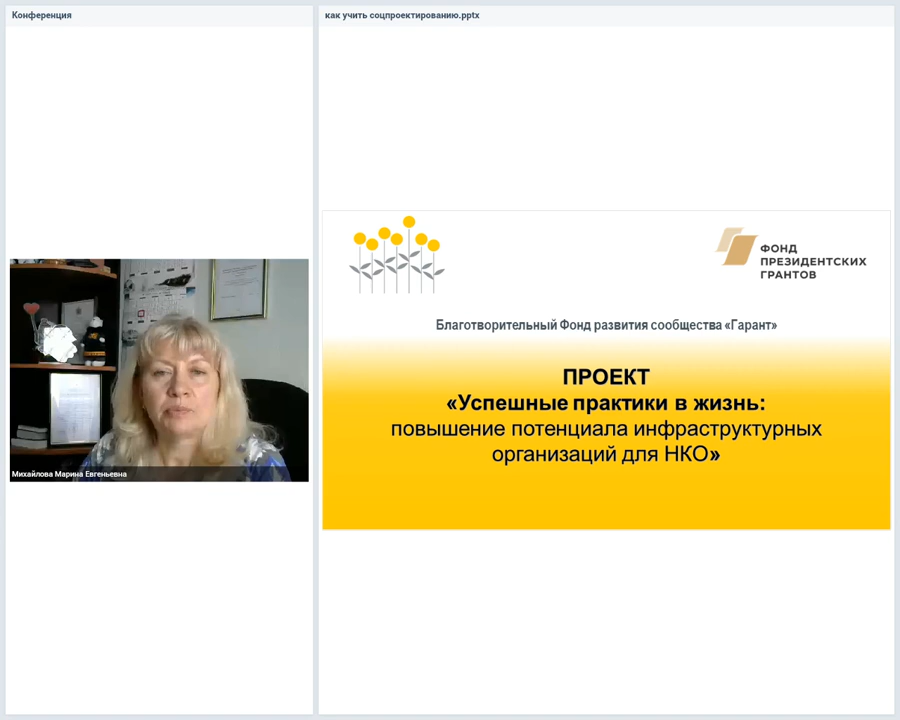 Конференция
как учить соцпроектированию.pptx
Михайлова Марина Евгеньевна
ФОНД
ПРЕЗИДЕНТСКИХ
ГРАНТОВ
Благотворительный Фонд развития сообщества «Гарант»
ПРОЕКТ
«Успешные практики в жизнь:
повышение потенциала инфраструктурных
организаций для НКО»